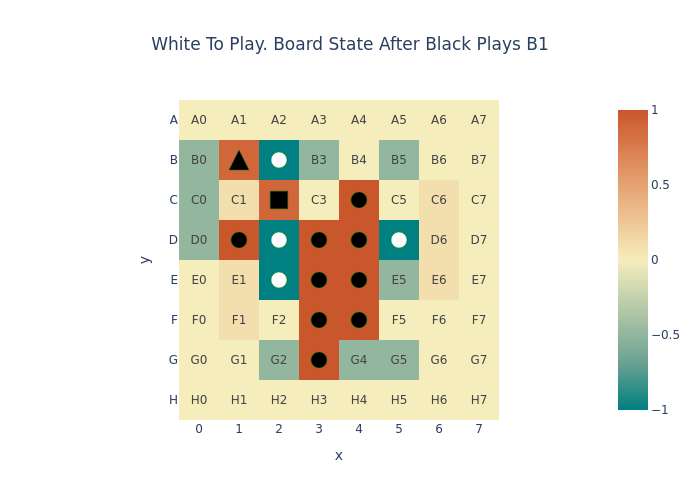 White To Play. Board State After Black Plays B1
A A0 A1 A2 A3 A4 A5 A6 A7
B B0 B3 B4 B5 B6 B7
C C0 C1 C3 C5 C6 C7
D D0 D6 D7
E E0 E1 E5 E6 E7
F F0 F1 F2 F5 F6 F7
G G0 G1 G2 G4 G5 G6 G7
H H0 H1 H2 H3 H4 H5 H6 H7
0 1 2 3 4 5 6 7
x
y
1
0.5
0
−0.5
−1